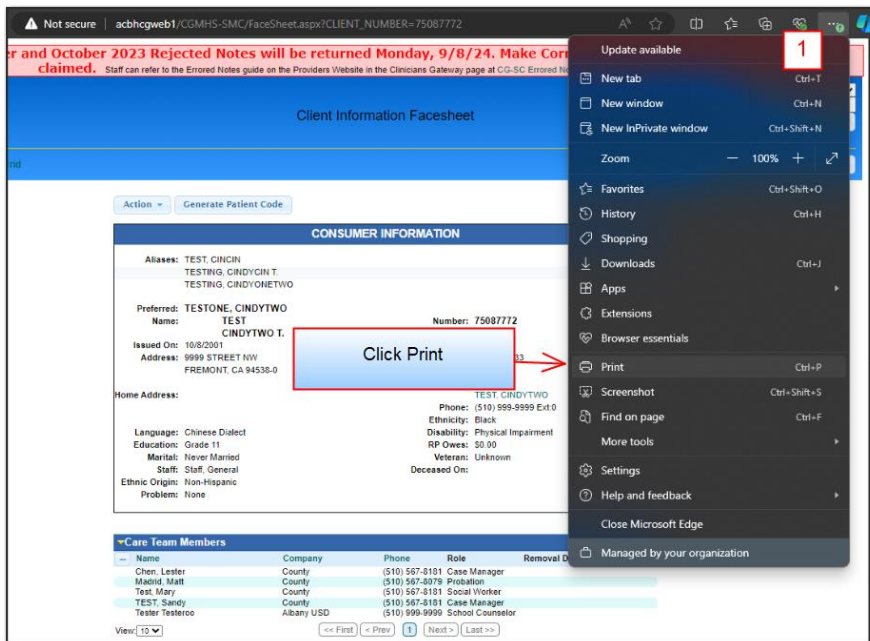 Not secure acbhcgweb1/CGMHS-SMC/FaceSheet.aspx?CLIENT_NUMBER=75087772
er and October 2023 Rejected Notes will be returned Monday, 9/8/24. Make Corr
claimed. Staff can refer to the Errored Notes guide on the Providers Website in the Clinicians Gateway page at CG-SC Errored No
Client Information Facesheet
Action Generate Patient Code
CONSUMER INFORMATION
Aliases: TEST, CINCIN
TESTING, CINDYCIN T.
TESTING, CINDYONETWO
Preferred: TESTONE, CINDYTWO
Name: TEST Number: 75087772
CINDYTWO T.
Issued On: 10/8/2001
Address: 9999 STREET NW 33
FREMONT, CA 94538-0
Home Address: TEST, CINDYTWO
Phone: (510) 999-9999 Ext:0
Ethnicity: Black
Language: Chinese Dialect Disability: Physical Impairment
Education: Grade 11 RP Owes: $0.00
Marital: Never Married Veteran: Unknown
Staff: Staff, General Deceased On:
Ethnic Origin: Non-Hispanic
Problem: None
Care Team Members
Name Company Phone Role Removal D
Chen, Lester County (510) 567-8181 Case Manager
Madrid, Matt County (510) 567-8079 Probation
Test, Mary County (510) 567-8181 Social Worker
TEST, Sandy County (510) 567-8181 Case Manager
Tester Testeroo Albany USD (510) 999-9999 School Counselor
View: 10 << First < Prev 1 Next > Last >>
Click Print
1
Update available
New tab Ctrl+T
New window Ctrl+N
New InPrivate window Ctrl+Shift+N
Zoom — 100% +
Favorites Ctrl+Shift+O
History Ctrl+H
Shopping
Downloads Ctrl+J
Apps
Extensions
Browser essentials
Print Ctrl+P
Screenshot Ctrl+Shift+S
Find on page Ctrl+F
More tools
Settings
Help and feedback
Close Microsoft Edge
Managed by your organization